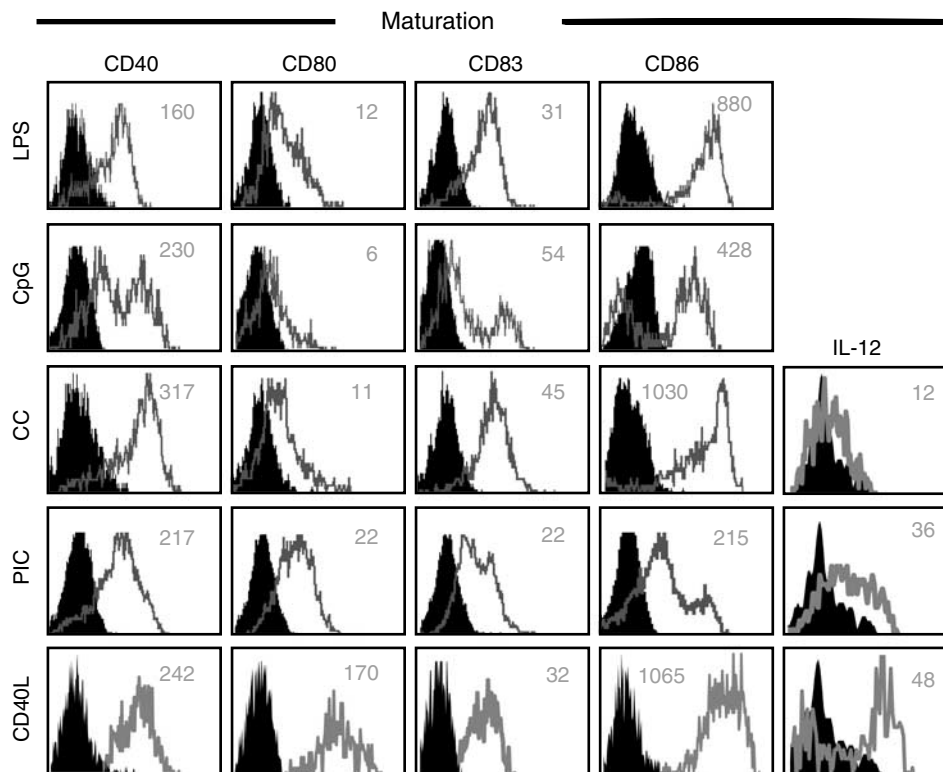 Maturation
CD40 CD80 CD83 CD86
LPS 160 12 31 880
CpG 230 6 54 428
IL-12
CC 317 11 45 1030 12
PIC 217 22 22 215 36
CD40L 242 170 32 1065 48